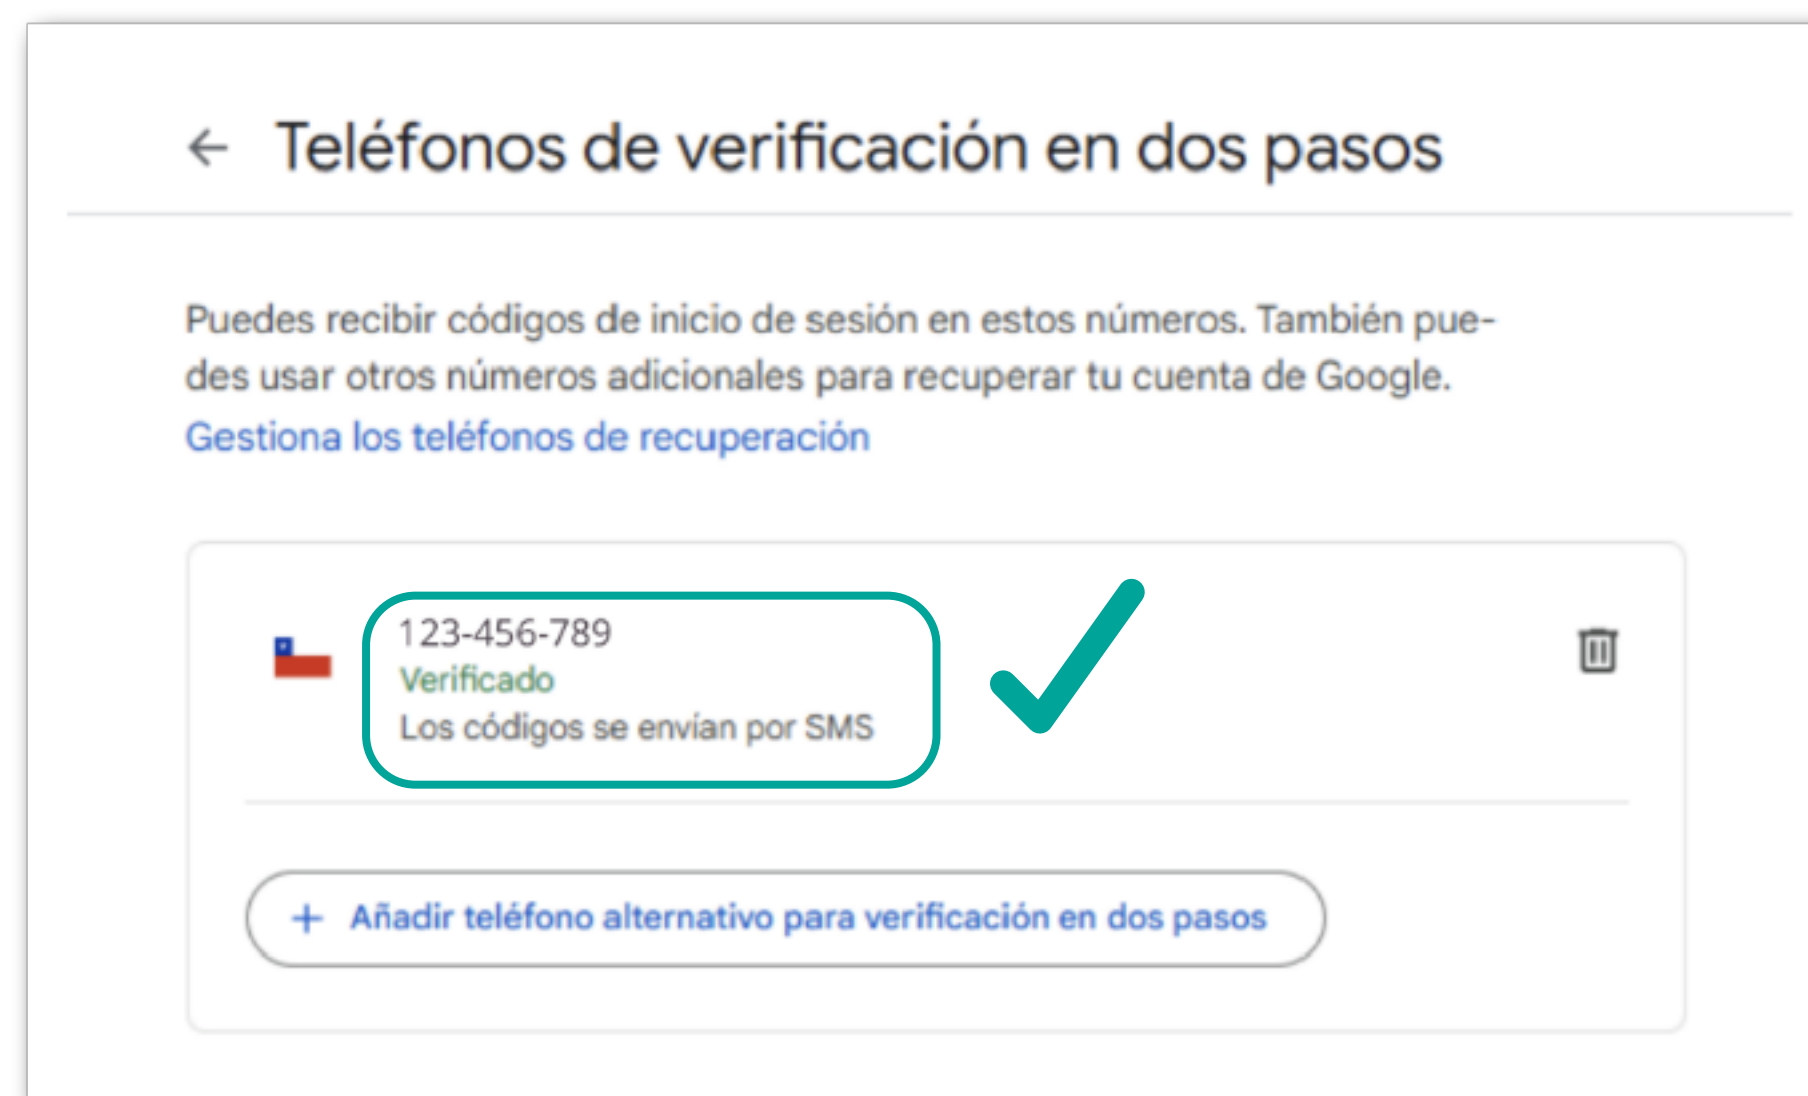 Teléfonos de verificación en dos pasos
Puedes recibir códigos de inicio de sesión en estos números. También pue-
des usar otros números adicionales para recuperar tu cuenta de Google.
Gestiona los teléfonos de recuperación
123-456-789
Verificado
Los códigos se envían por SMS
+ Añadir teléfono alternativo para verificación en dos pasos